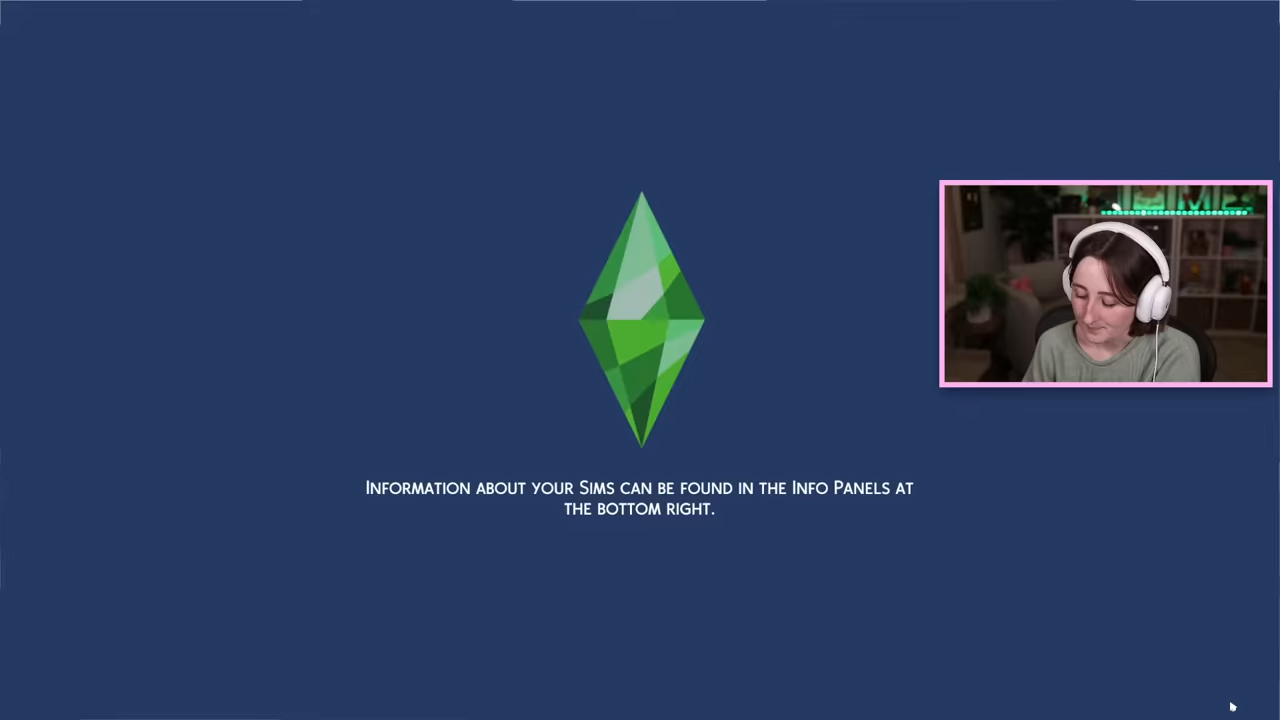 Information about your Sims can be found in the Info Panels at
the bottom right.